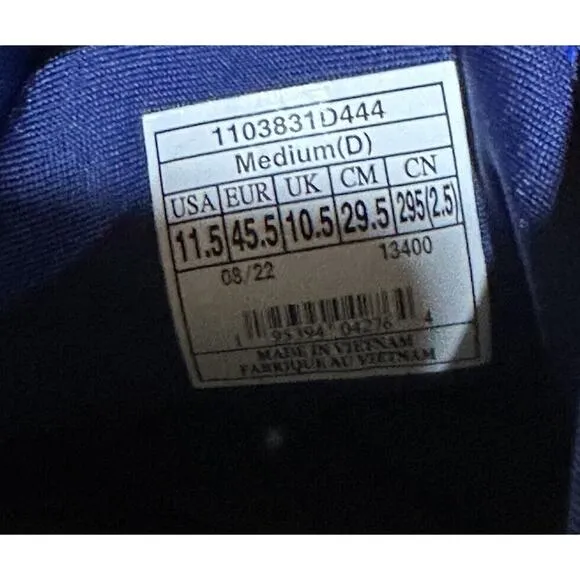 1103831D444
Medium(D)
USA EUR UK CM CN
11.5 45.5 10.5 29.5 295(2.5)
08/22 13400
1 95394 04276 4
MADE IN VIETNAM
FABRIQUE AU VIETNAM